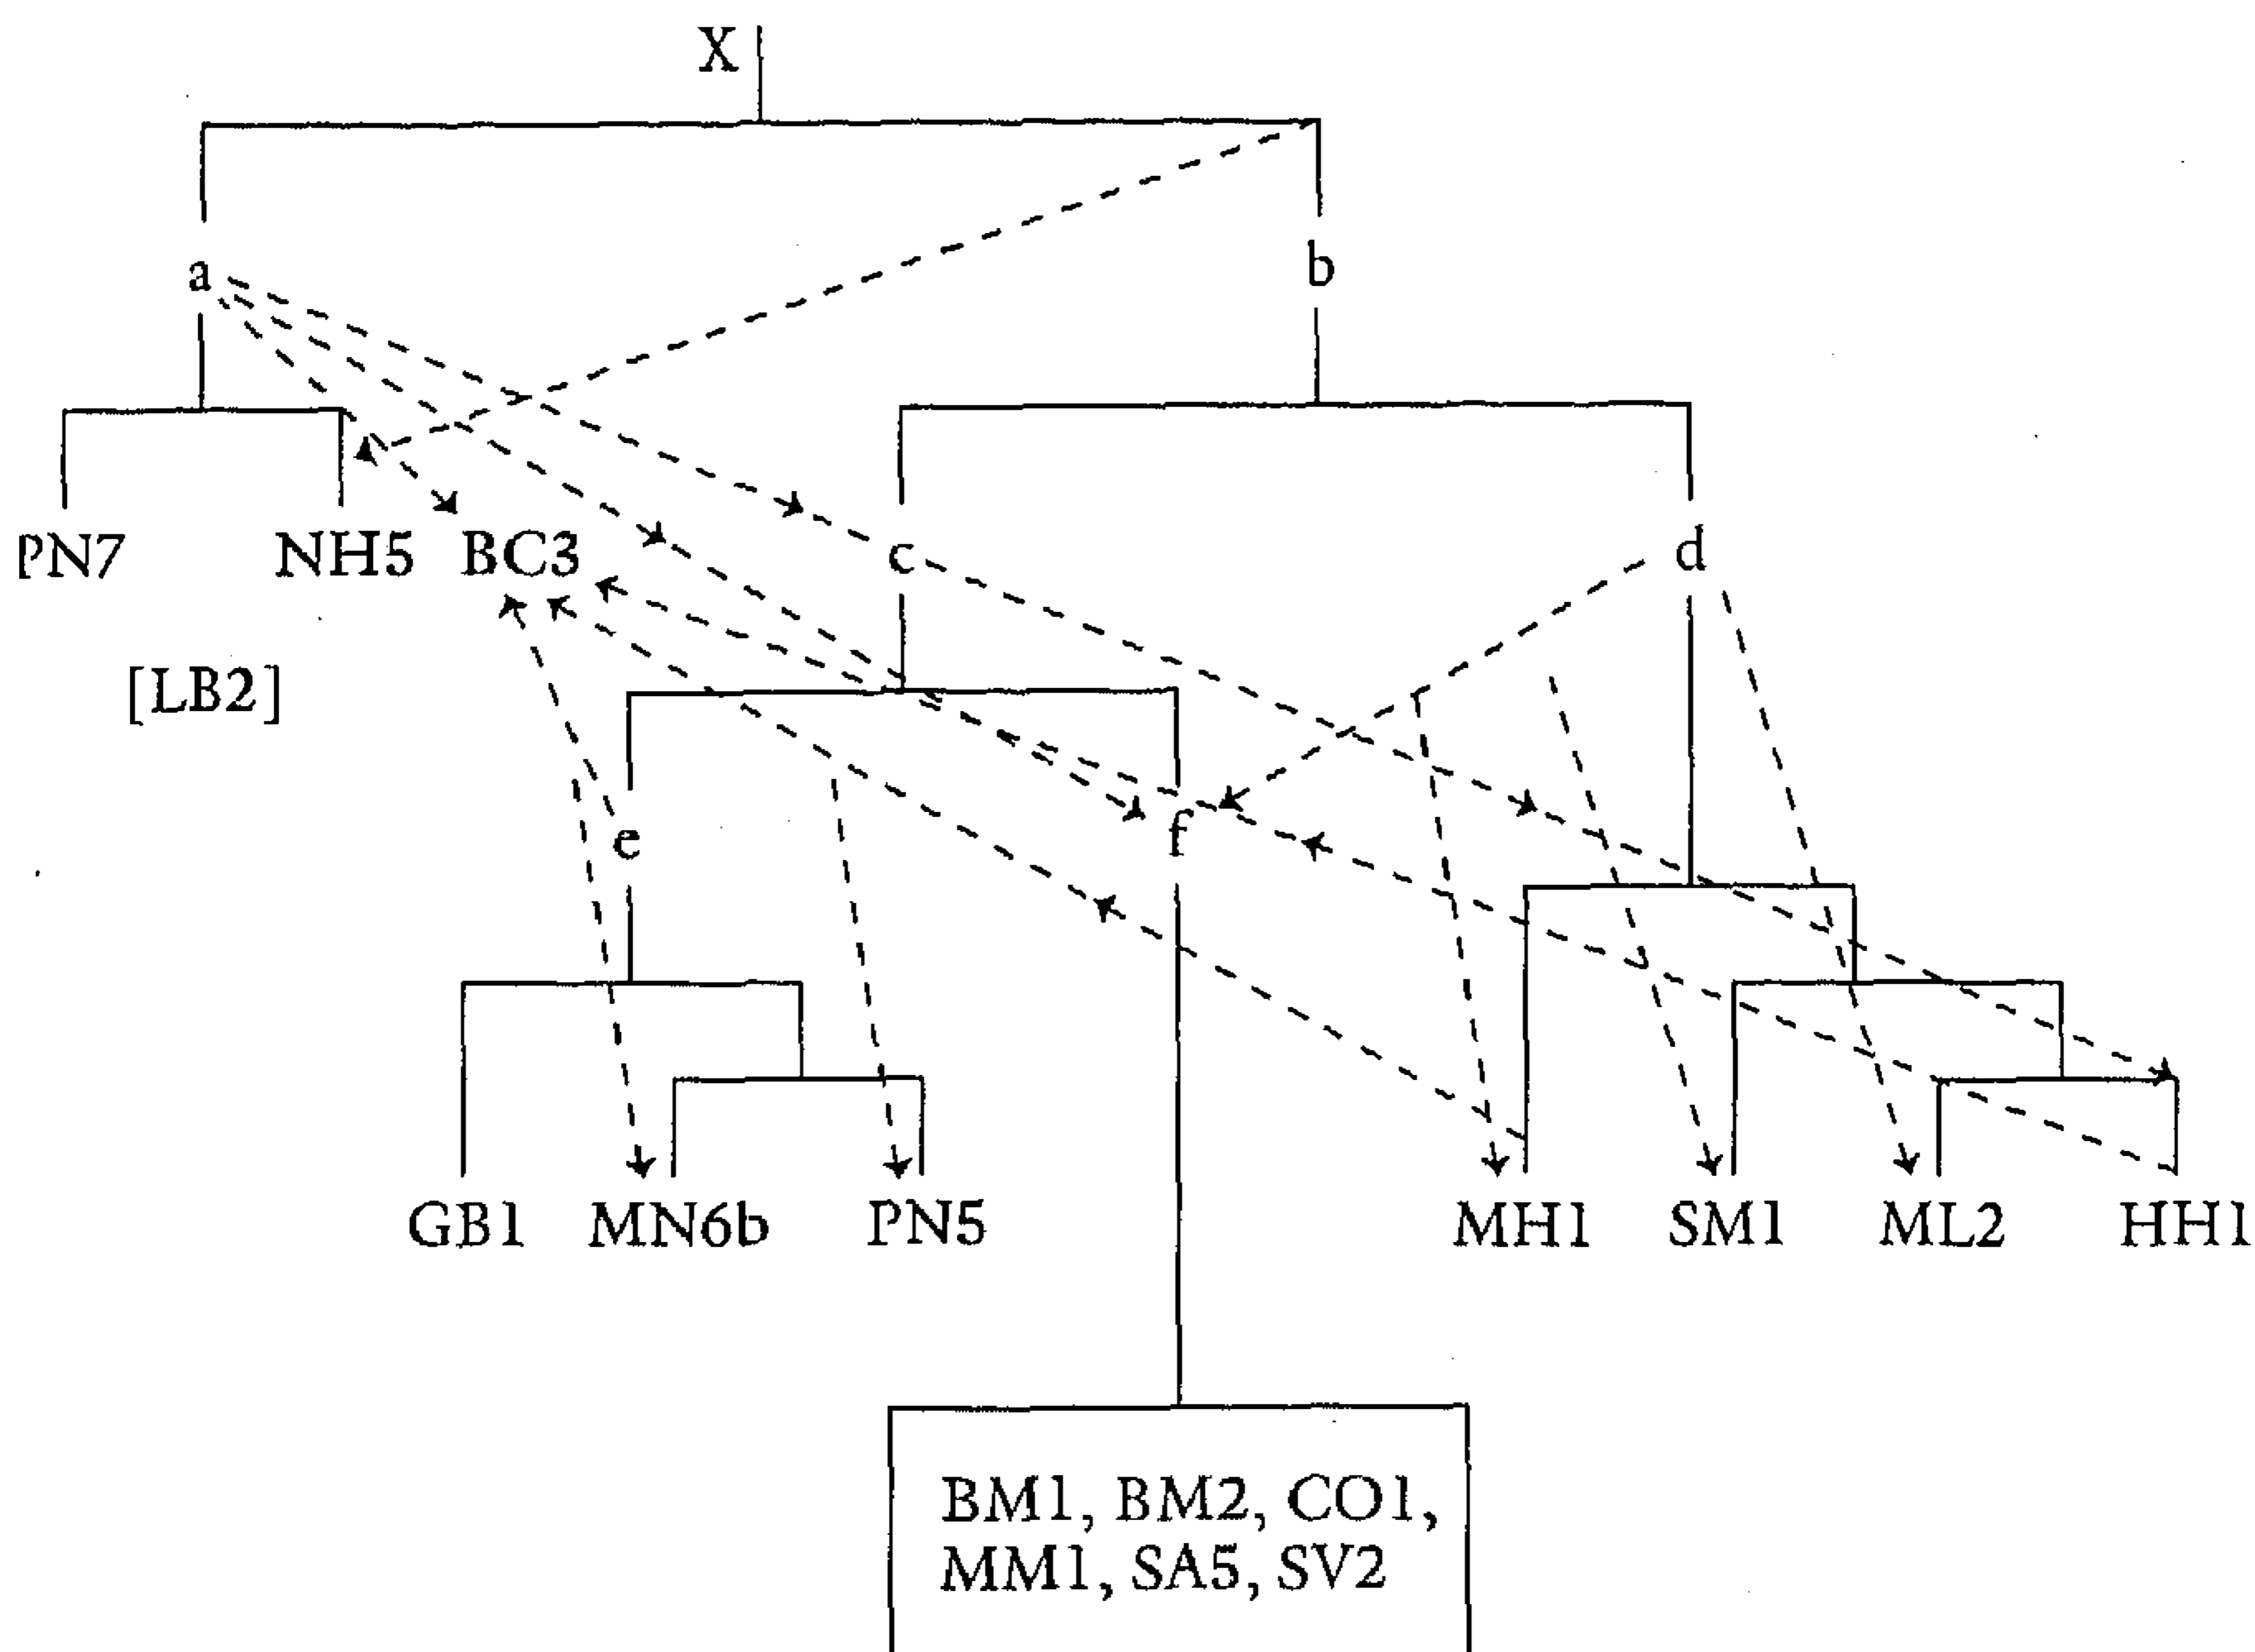 X
a
b
PN7 NH5 BC3 c d
[LB2]
e f
GB1 MN6b PN5 MH1 SM1 ML2 HH1
BM1, BM2, CO1,
MM1, SA5, SV2